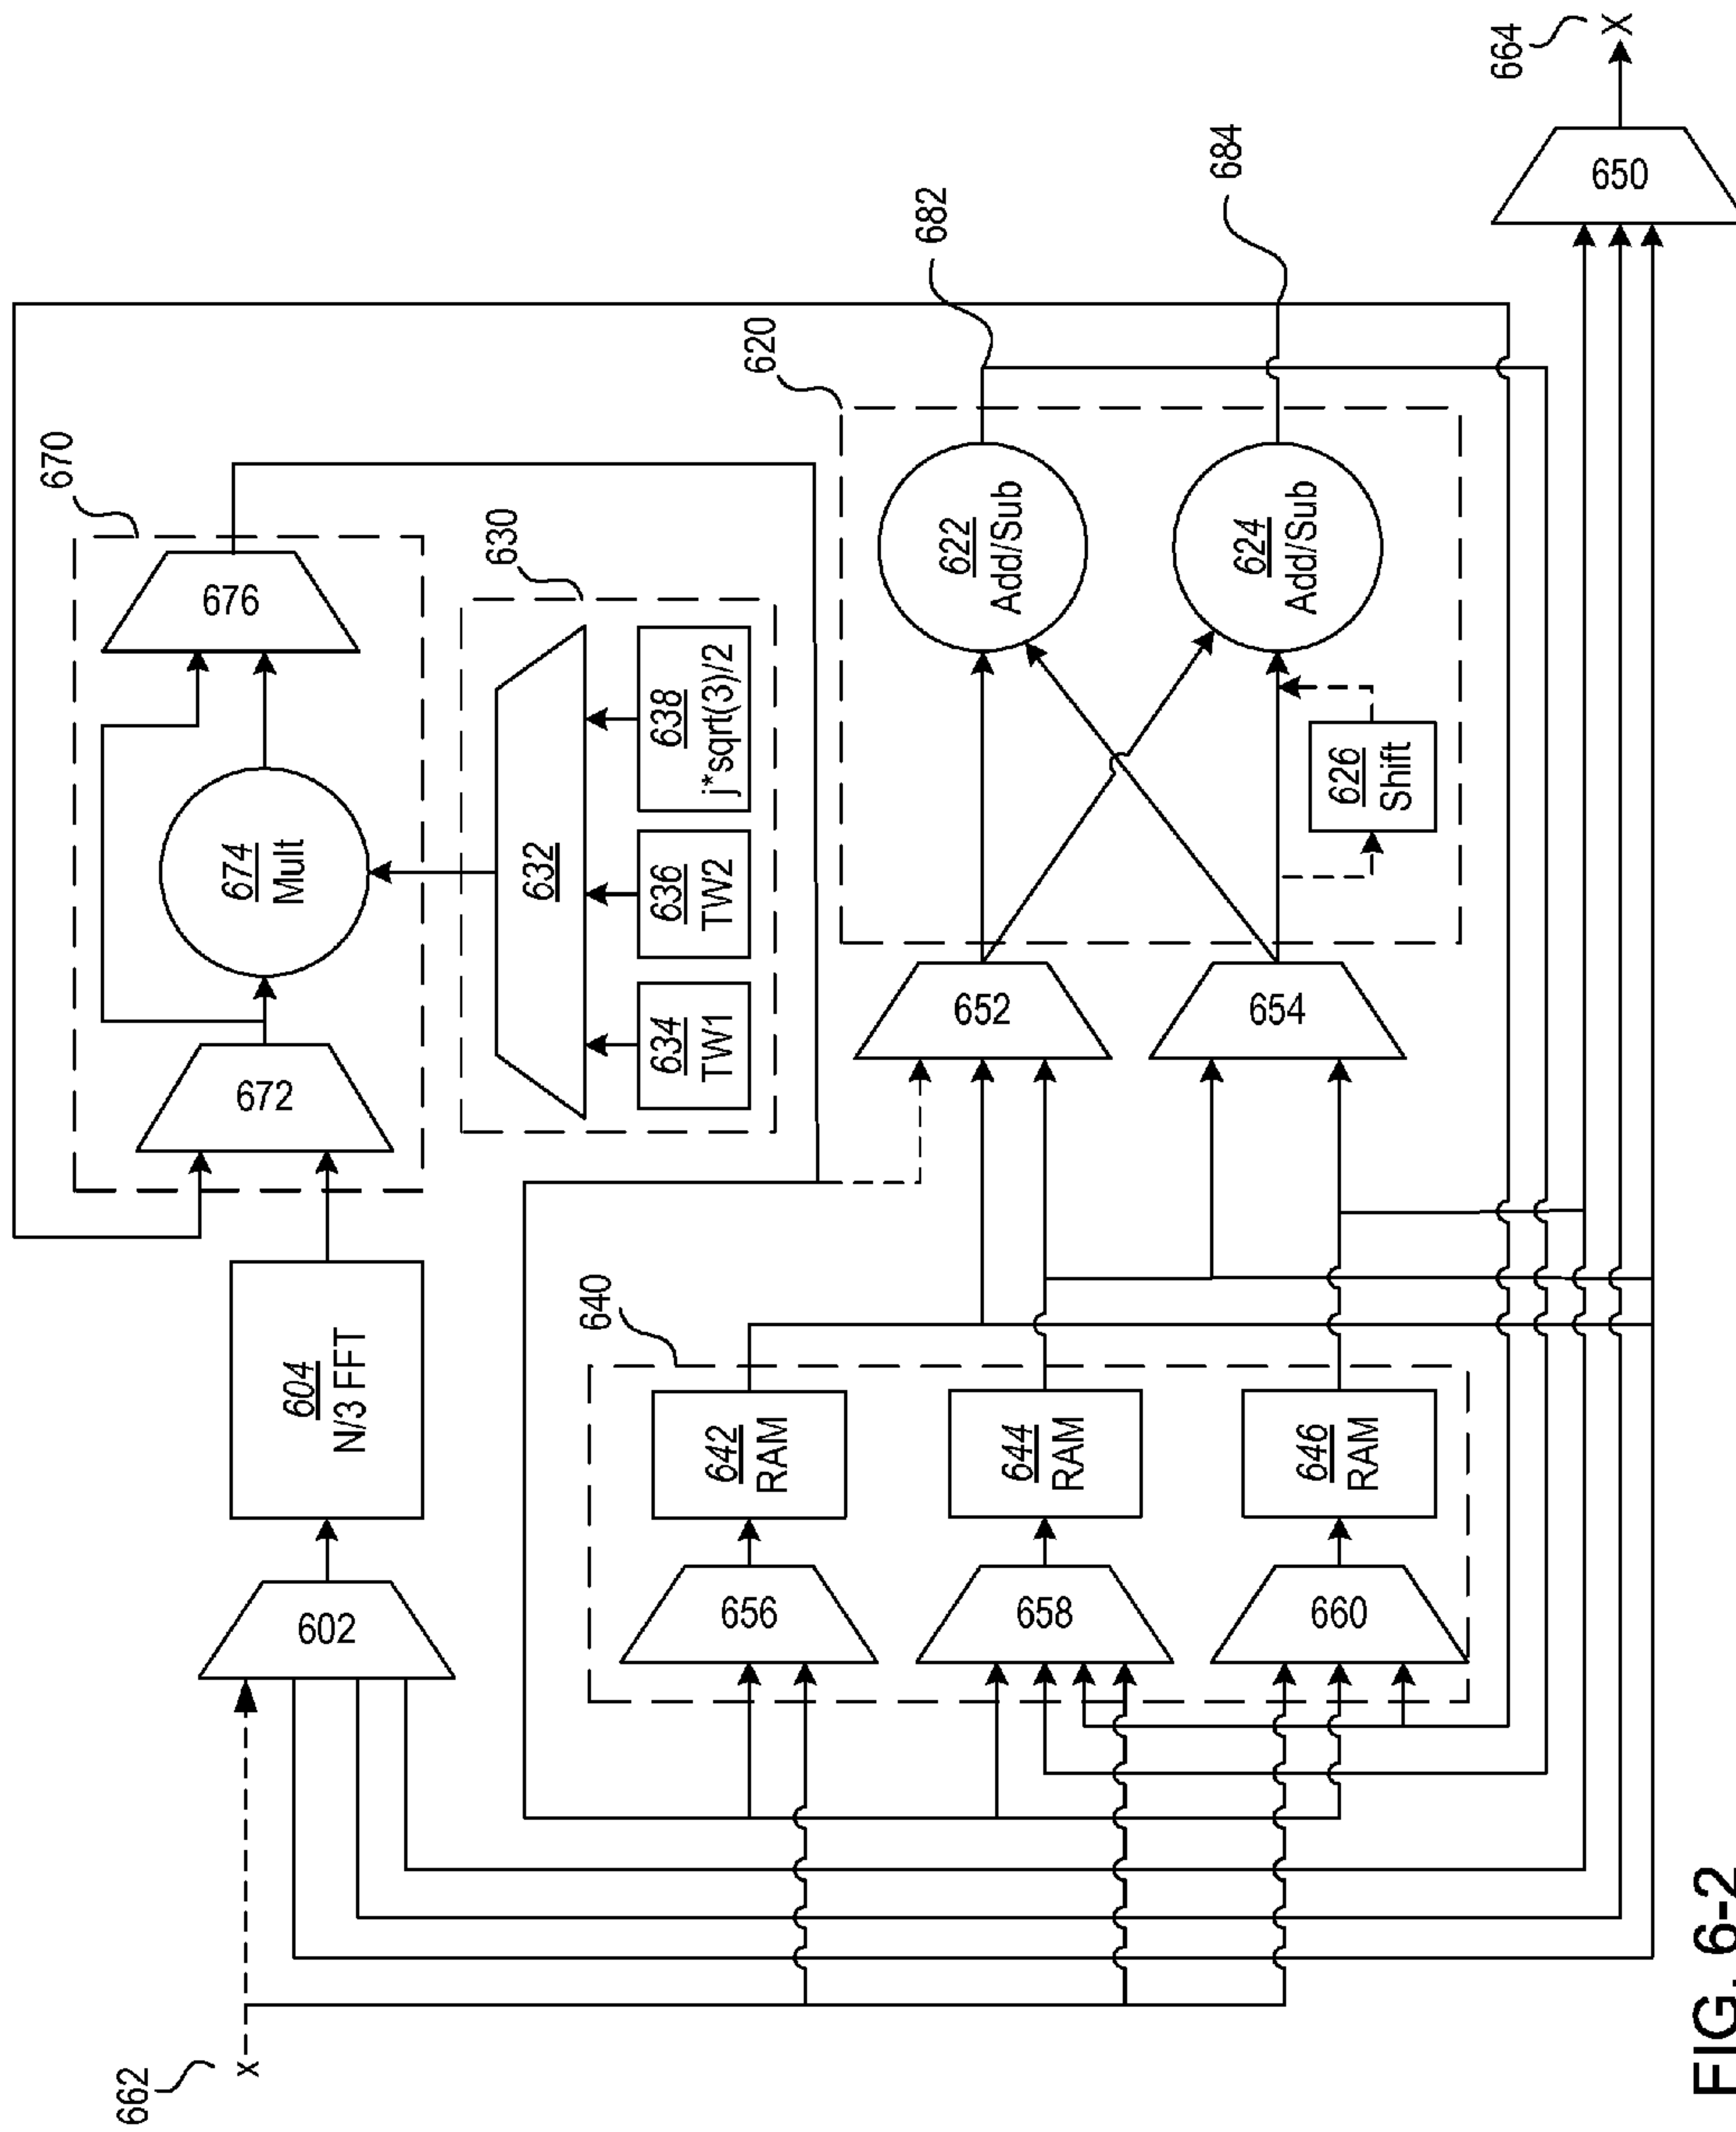 670
676
674
Mult
672
630
632
634
TW1
636
TW2
638
j*sqrt(3)/2
604
N/3 FFT
602
662
x
620
682
622
Add/Sub
684
624
Add/Sub
626
Shift
652
654
640
642
RAM
644
RAM
646
RAM
656
658
660
664
X
650
FIG. 6-2